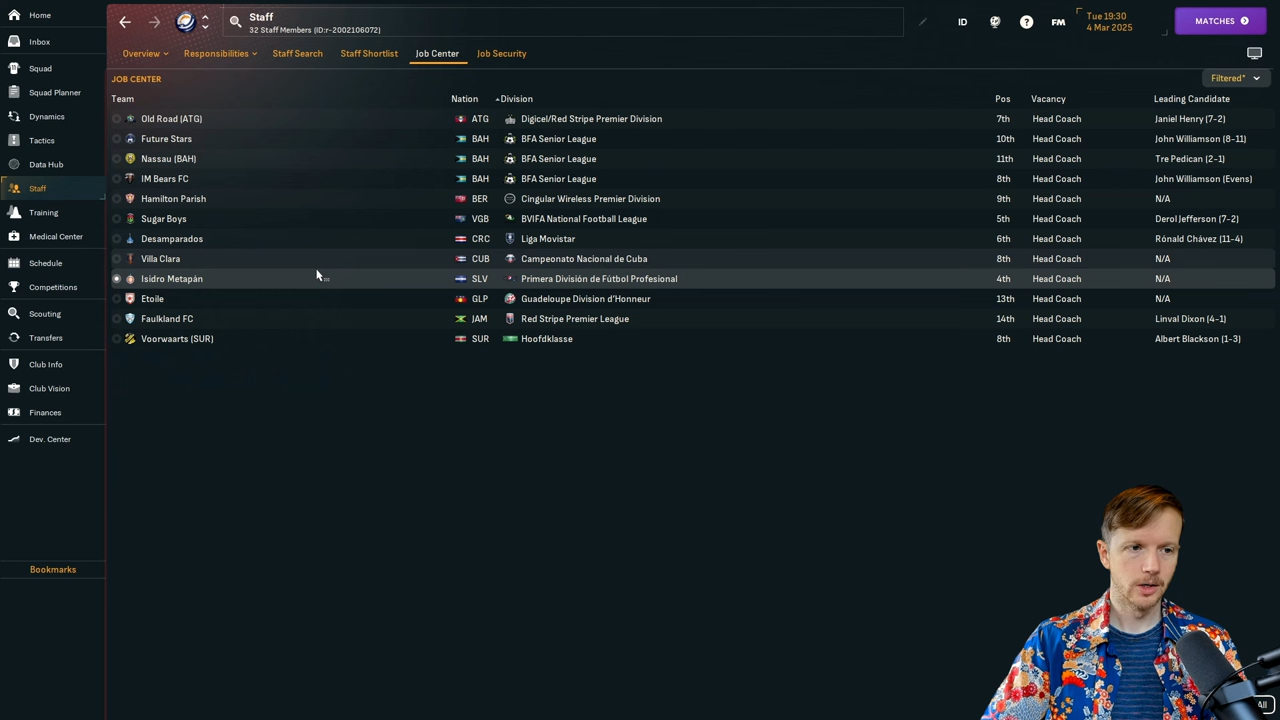 Home
Inbox
Squad
Squad Planner
Dynamics
Tactics
Data Hub
Staff
Training
Medical Center
Schedule
Competitions
Scouting
Transfers
Club Info
Club Vision
Finances
Dev. Center
Bookmarks
Staff
32 Staff Members (ID:r-2002106072)
ID ? FM
Tue 19:30
4 Mar 2025
MATCHES
Overview Responsibilities Staff Search Staff Shortlist Job Center Job Security
JOB CENTER
Filtered*
Team Nation Division Pos Vacancy Leading Candidate
Old Road (ATG) ATG Digicel/Red Stripe Premier Division 7th Head Coach Janiel Henry (7-2)
Future Stars BAH BFA Senior League 10th Head Coach John Williamson (8-11)
Nassau (BAH) BAH BFA Senior League 11th Head Coach Tre Pedican (2-1)
IM Bears FC BAH BFA Senior League 8th Head Coach John Williamson (Evens)
Hamilton Parish BER Cingular Wireless Premier Division 9th Head Coach N/A
Sugar Boys VGB BVIFA National Football League 5th Head Coach Derol Jefferson (7-2)
Desamparados CRC Liga Movistar 6th Head Coach Rónald Chávez (11-4)
Villa Clara CUB Campeonato Nacional de Cuba 8th Head Coach N/A
Isidro Metapán SLV Primera División de Fútbol Profesional 4th Head Coach N/A
Etoile GLP Guadeloupe Division d'Honneur 13th Head Coach N/A
Faulkland FC JAM Red Stripe Premier League 14th Head Coach Linval Dixon (4-1)
Voorwaarts (SUR) SUR Hoofdklasse 8th Head Coach Albert Blackson (1-3)
All